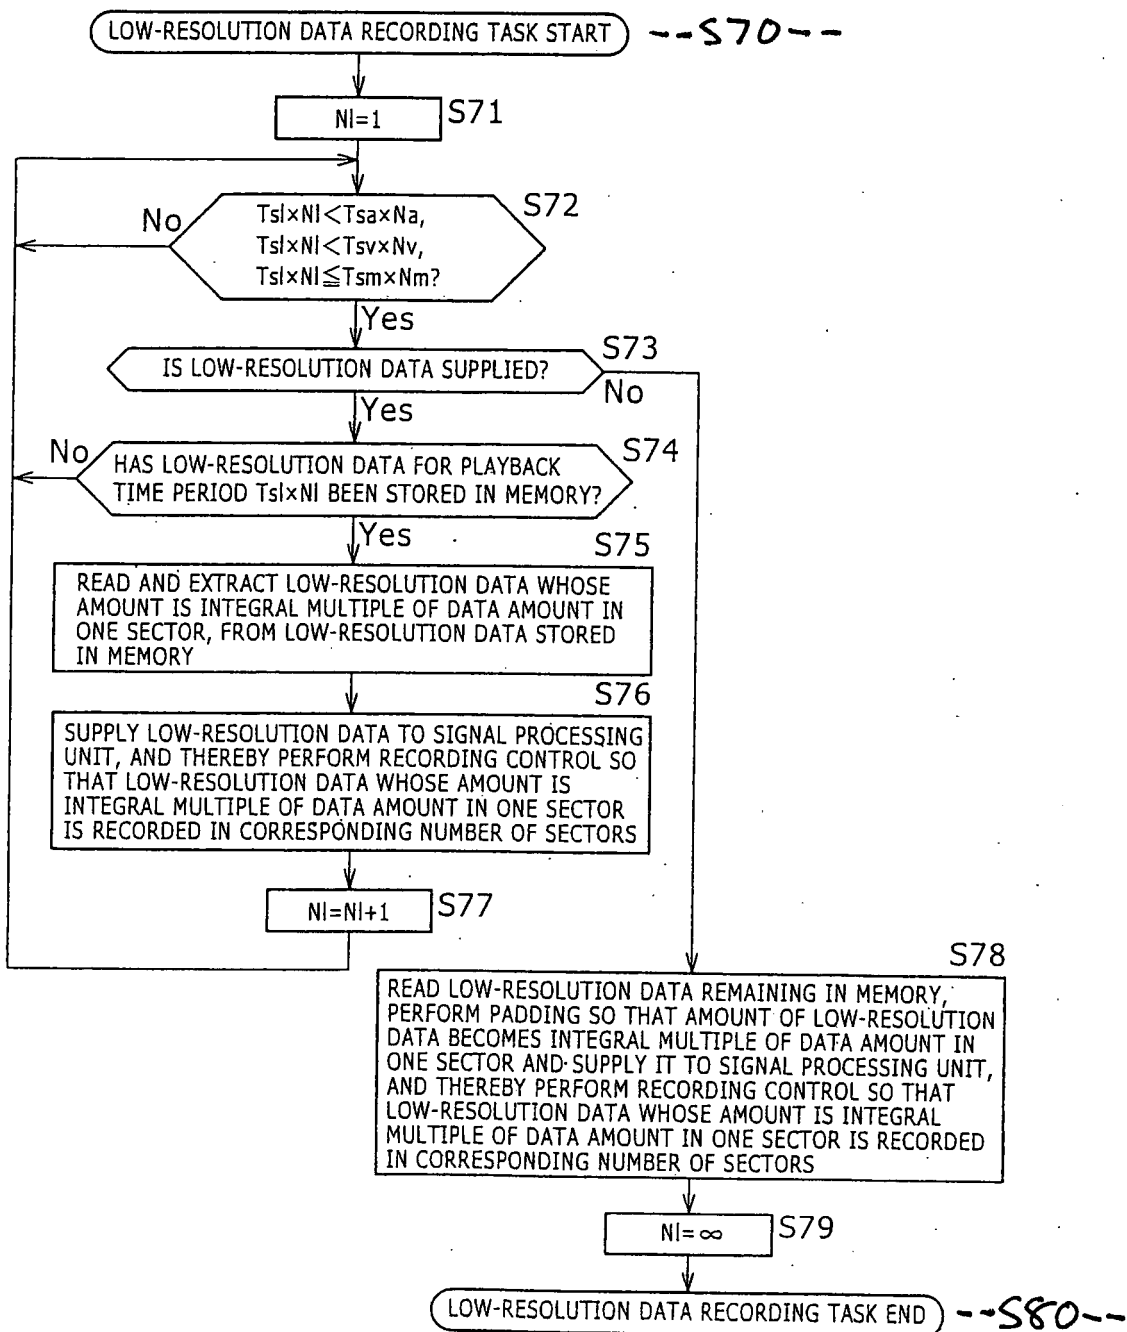 LOW-RESOLUTION DATA RECORDING TASK START --S70--
Nl=1 S71
S72
No
Tsl×Nl<Tsa×Na,
Tsl×Nl<Tsv×Nv,
Tsl×Nl≦Tsm×Nm?
Yes
S73
IS LOW-RESOLUTION DATA SUPPLIED?
No
Yes
No
S74
HAS LOW-RESOLUTION DATA FOR PLAYBACK
TIME PERIOD Tsl×Nl BEEN STORED IN MEMORY?
Yes
S75
READ AND EXTRACT LOW-RESOLUTION DATA WHOSE
AMOUNT IS INTEGRAL MULTIPLE OF DATA AMOUNT IN
ONE SECTOR, FROM LOW-RESOLUTION DATA STORED
IN MEMORY
S76
SUPPLY LOW-RESOLUTION DATA TO SIGNAL PROCESSING
UNIT, AND THEREBY PERFORM RECORDING CONTROL SO
THAT LOW-RESOLUTION DATA WHOSE AMOUNT IS
INTEGRAL MULTIPLE OF DATA AMOUNT IN ONE SECTOR
IS RECORDED IN CORRESPONDING NUMBER OF SECTORS
Nl=Nl+1 S77
S78
READ LOW-RESOLUTION DATA REMAINING IN MEMORY,
PERFORM PADDING SO THAT AMOUNT OF LOW-RESOLUTION
DATA BECOMES INTEGRAL MULTIPLE OF DATA AMOUNT IN
ONE SECTOR AND SUPPLY IT TO SIGNAL PROCESSING UNIT,
AND THEREBY PERFORM RECORDING CONTROL SO THAT
LOW-RESOLUTION DATA WHOSE AMOUNT IS INTEGRAL
MULTIPLE OF DATA AMOUNT IN ONE SECTOR IS RECORDED
IN CORRESPONDING NUMBER OF SECTORS
Nl=∞ S79
LOW-RESOLUTION DATA RECORDING TASK END --S80--